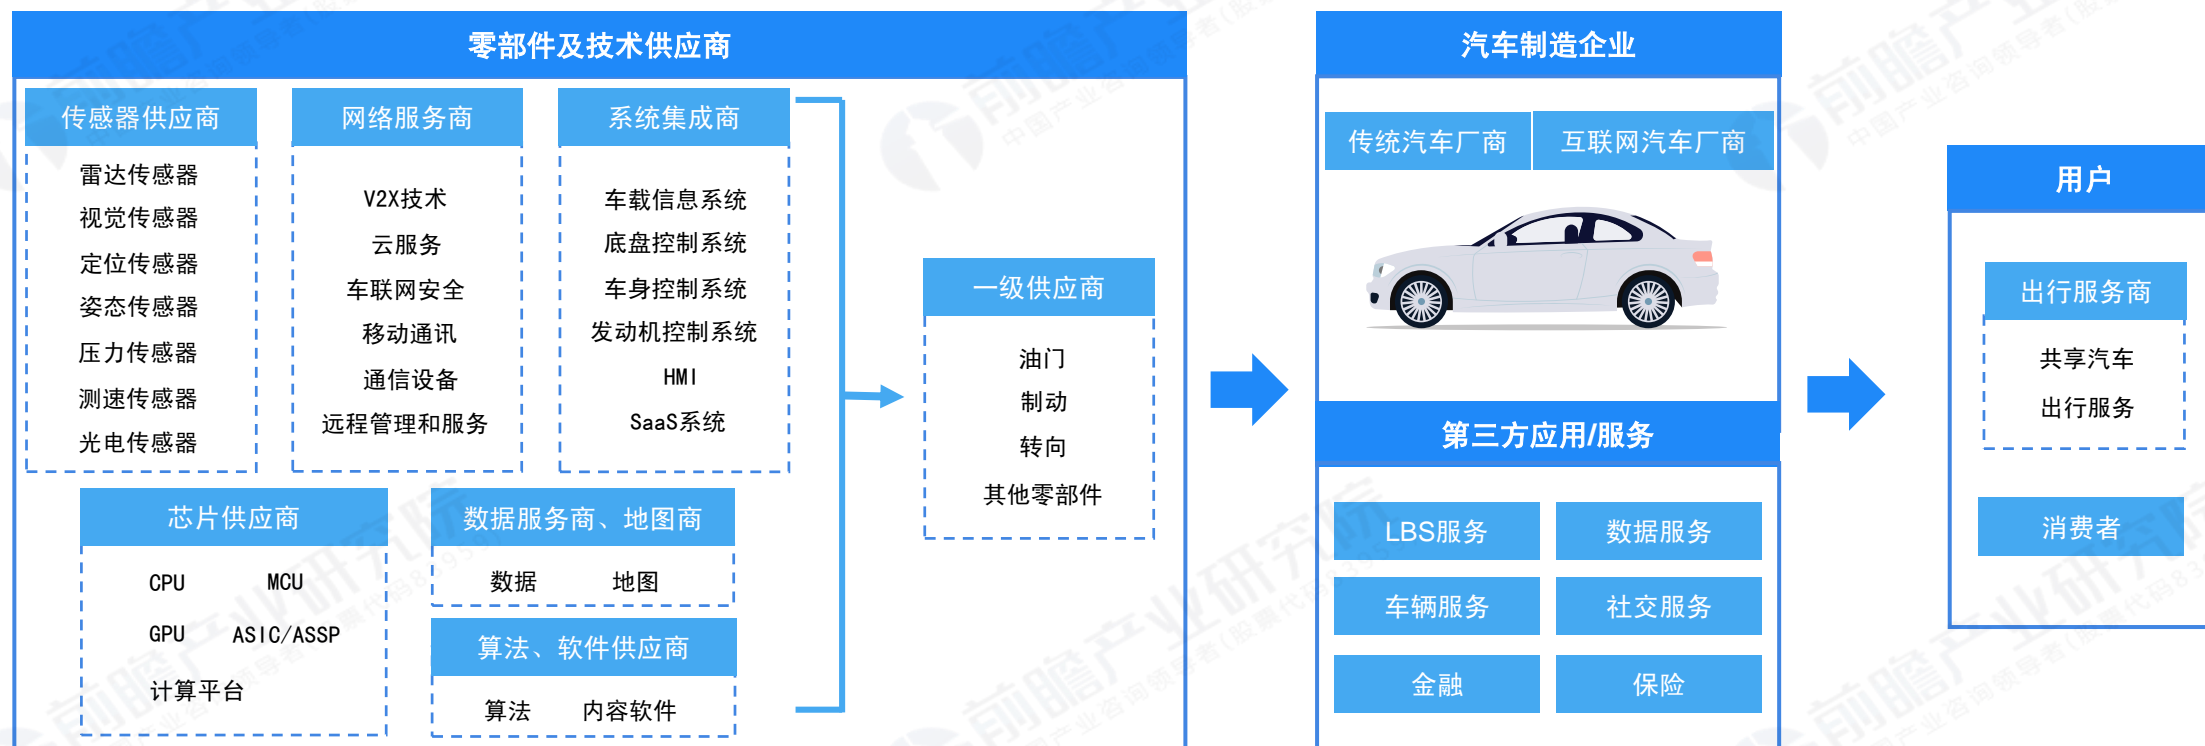 零部件及技术供应商
传感器供应商
雷达传感器
视觉传感器
定位传感器
姿态传感器
压力传感器
测速传感器
光电传感器
网络服务商
V2X技术
云服务
车联网安全
移动通讯
通信设备
远程管理和服务
系统集成商
车载信息系统
底盘控制系统
车身控制系统
发动机控制系统
HMI
SaaS系统
芯片供应商
CPU MCU
GPU ASIC/ASSP
计算平台
数据服务商、地图商
数据 地图
算法、软件供应商
算法 内容软件
一级供应商
油门
制动
转向
其他零部件
汽车制造企业
传统汽车厂商 互联网汽车厂商
第三方应用/服务
LBS服务 数据服务
车辆服务 社交服务
金融 保险
用户
出行服务商
共享汽车
出行服务
消费者
前瞻产业研究院